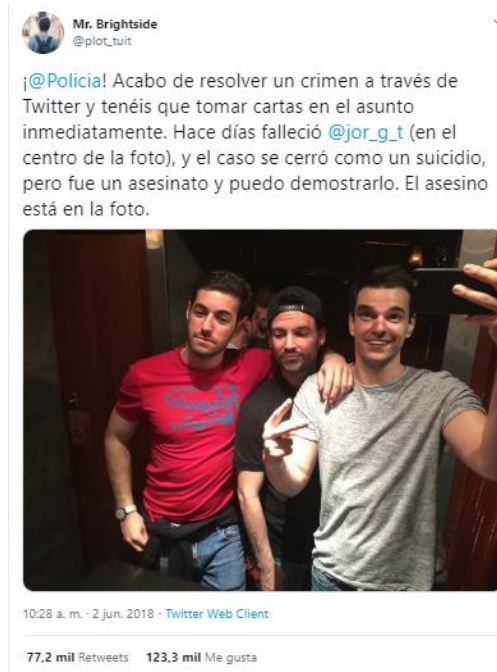 Mr. Brightside
@plot_tuit
¡@Policia! Acabo de resolver un crimen a través de
Twitter y tenéis que tomar cartas en el asunto
inmediatamente. Hace días falleció @jor_g_t (en el
centro de la foto), y el caso se cerró como un suicidio,
pero fue un asesinato y puedo demostrarlo. El asesino
está en la foto.
10:28 a. m. · 2 jun. 2018 · Twitter Web Client
77,2 mil Retweets 123,3 mil Me gusta